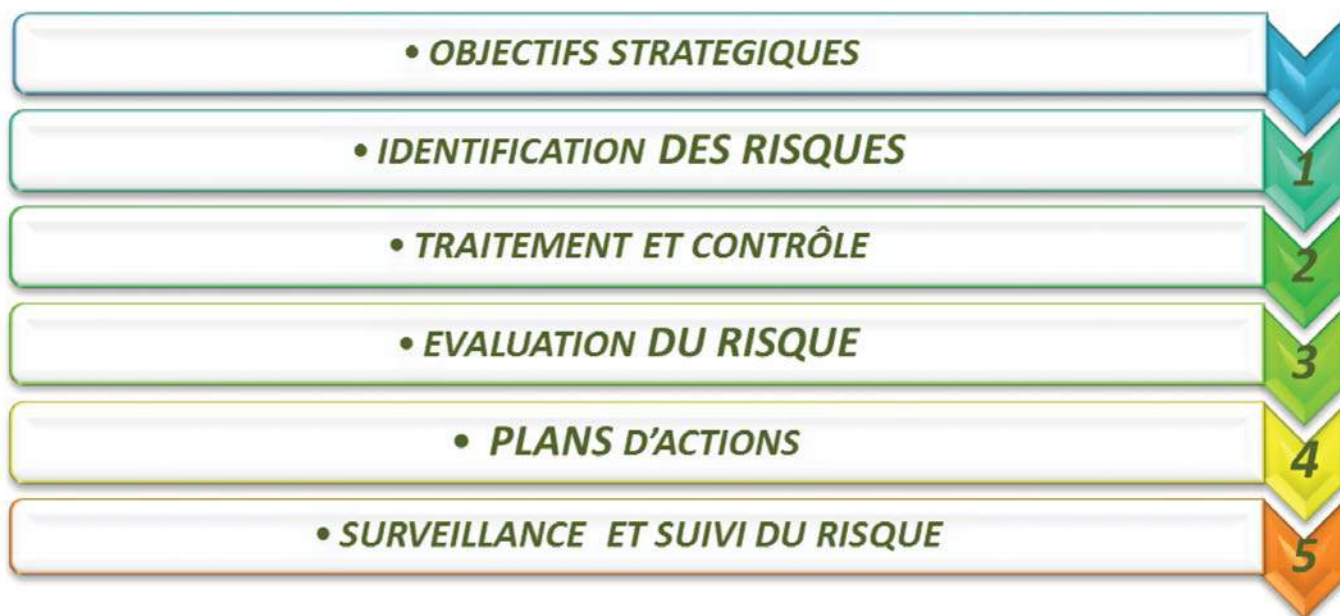 • OBJECTIFS STRATEGIQUES
• IDENTIFICATION DES RISQUES 1
• TRAITEMENT ET CONTRÔLE 2
• EVALUATION DU RISQUE 3
• PLANS D’ACTIONS 4
• SURVEILLANCE ET SUIVI DU RISQUE 5